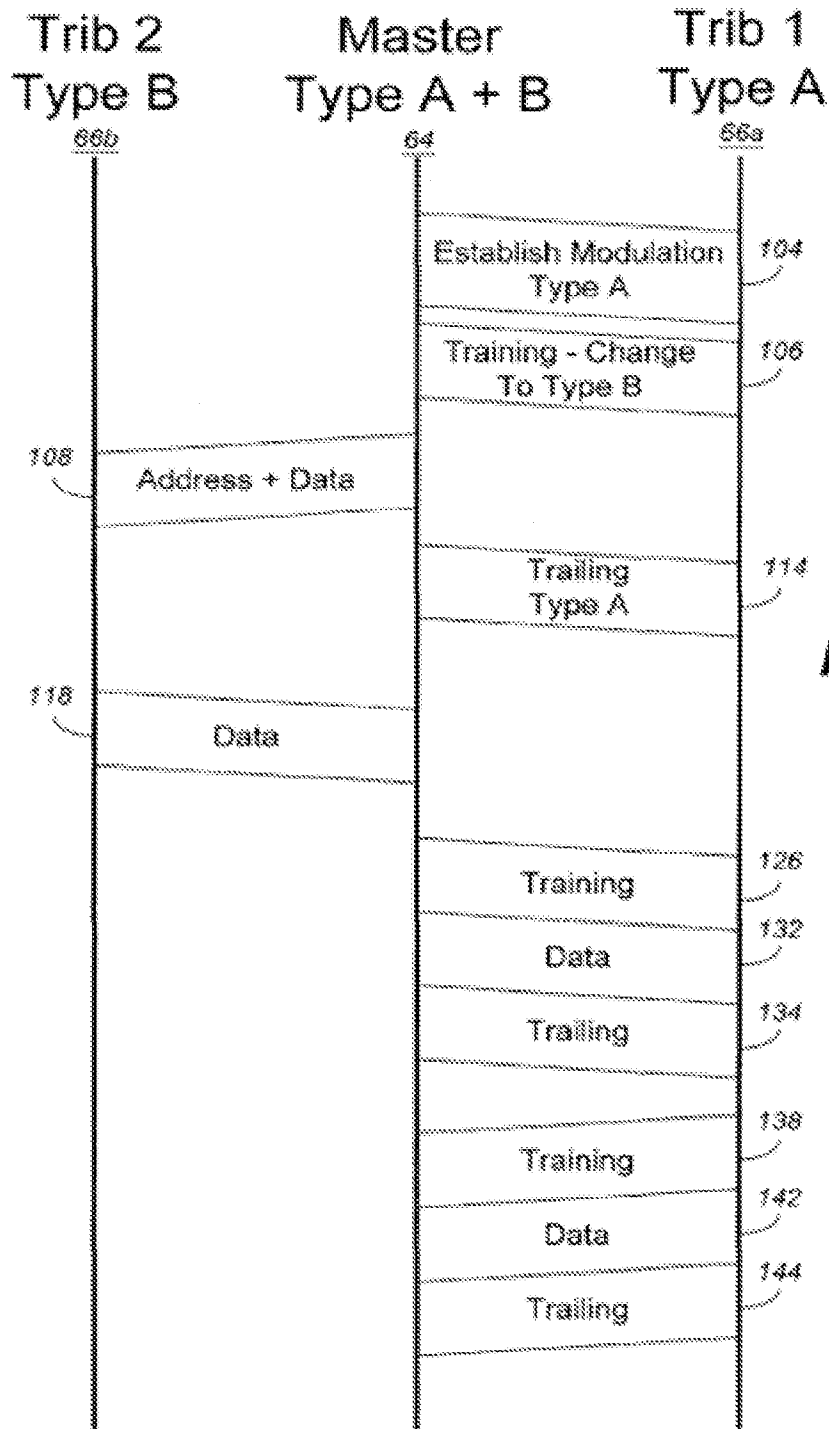 Trib 2
Type B
66b
Master
Type A + B
64
Trib 1
Type A
66a
Establish Modulation
Type A
104
Training - Change
To Type B
106
108
Address + Data
Trailing
Type A
114
118
Data
Training
126
Data
132
Trailing
134
Training
138
Data
142
Trailing
144